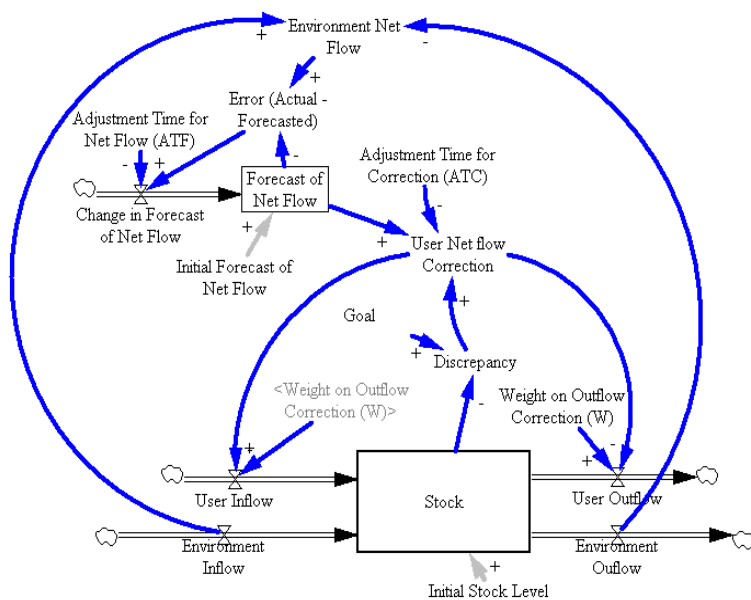 Environment Net
Flow
Error (Actual -
Forecasted)
Adjustment Time for
Net Flow (ATF)
Adjustment Time for
Correction (ATC)
Forecast of
Net Flow
Change in Forecast
of Net Flow
User Net flow
Correction
Initial Forecast of
Net Flow
Goal
Discrepancy
<Weight on Outflow
Correction (W)>
Weight on Outflow
Correction (W)
User Inflow
Stock
User Outflow
Environment
Inflow
Environment
Ouflow
Initial Stock Level